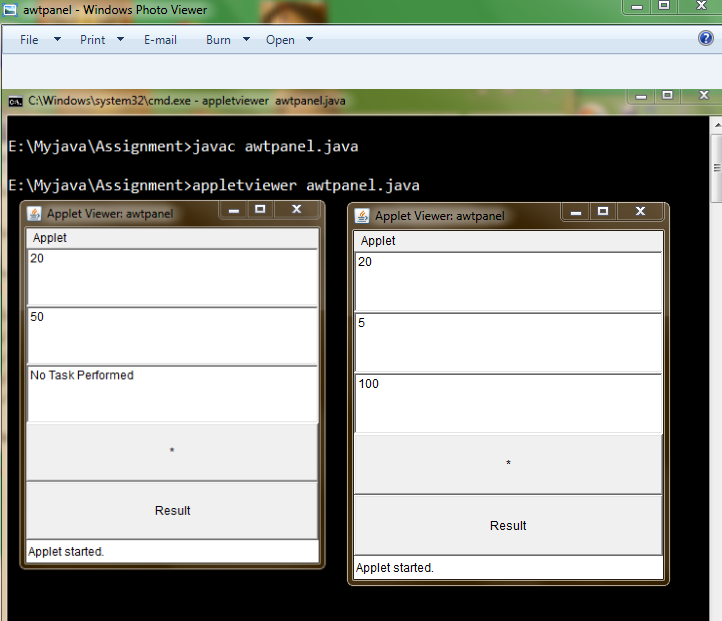 awtpanel - Windows Photo Viewer
File Print E-mail Burn Open
C:\Windows\system32\cmd.exe - appletviewer awtpanel.java
E:\Myjava\Assignment>javac awtpanel.java
E:\Myjava\Assignment>appletviewer awtpanel.java
Applet Viewer: awtpanel
Applet
20
50
No Task Performed
*
Result
Applet started.
Applet Viewer: awtpanel
Applet
20
5
100
*
Result
Applet started.